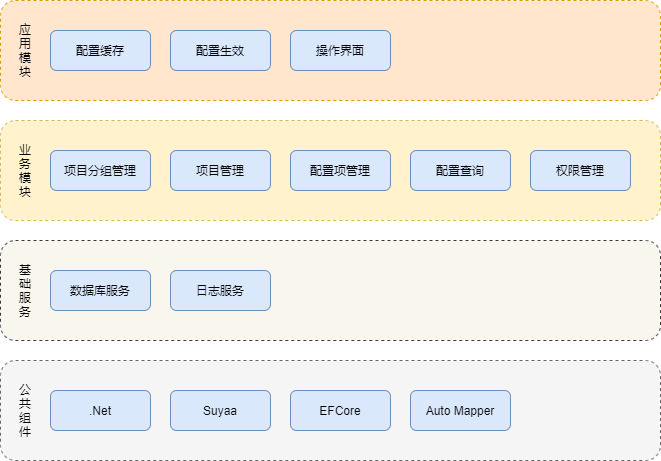 应用模块
配置缓存
配置生效
操作界面
业务模块
项目分组管理
项目管理
配置项管理
配置查询
权限管理
基础服务
数据库服务
日志服务
公共组件
.Net
Suyaa
EFCore
Auto Mapper